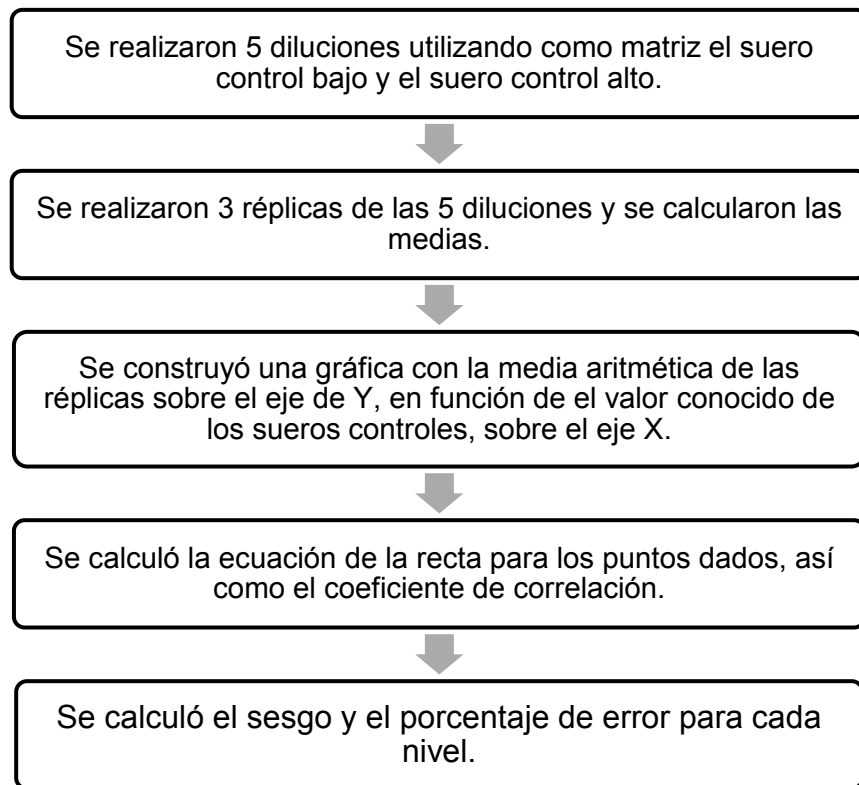 Se realizaron 5 diluciones utilizando como matriz el suero
control bajo y el suero control alto.
Se realizaron 3 réplicas de las 5 diluciones y se calcularon las
medias.
Se construyó una gráfica con la media aritmética de las
réplicas sobre el eje de Y, en función de el valor conocido de
los sueros controles, sobre el eje X.
Se calculó la ecuación de la recta para los puntos dados, así
como el coeficiente de correlación.
Se calculó el sesgo y el porcentaje de error para cada
nivel.